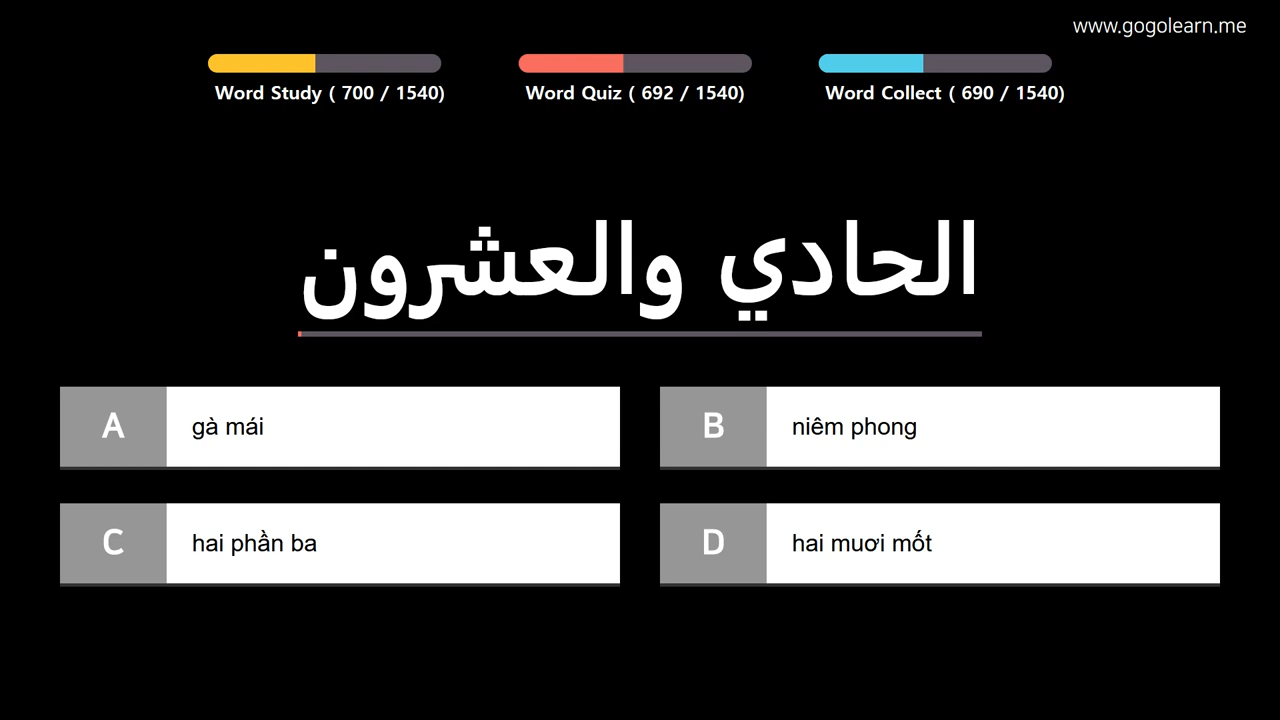 www.gogolearn.me
Word Study ( 700 / 1540)
Word Quiz ( 692 / 1540)
Word Collect ( 690 / 1540)
الحادي والعشرون
A
gà mái
B
niêm phong
C
hai phần ba
D
hai mươi mốt